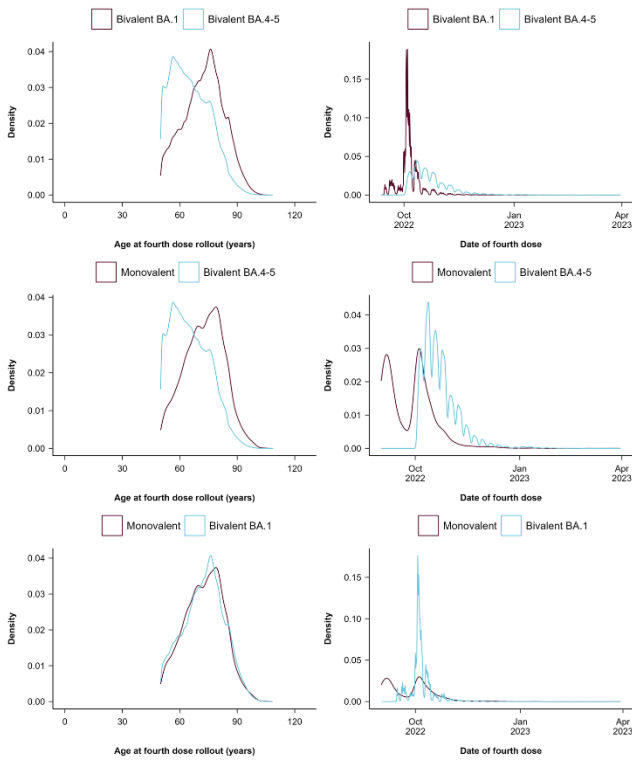 Bivalent BA.1 Bivalent BA.4-5
Bivalent BA.1 Bivalent BA.4-5
0.04
0.03
0.02
0.01
0.00
Density
0 30 60 90 120
Age at fourth dose rollout (years)
0.15
0.10
0.05
0.00
Density
Oct Jan Apr
2022 2023 2023
Date of fourth dose
Monovalent Bivalent BA.4-5
Monovalent Bivalent BA.4-5
0.04
0.03
0.02
0.01
0.00
Density
0 30 60 90 120
Age at fourth dose rollout (years)
0.04
0.03
0.02
0.01
0.00
Density
Oct Jan Apr
2022 2023 2023
Date of fourth dose
Monovalent Bivalent BA.1
Monovalent Bivalent BA.1
0.04
0.03
0.02
0.01
0.00
Density
0 30 60 90 120
Age at fourth dose rollout (years)
0.15
0.10
0.05
0.00
Density
Oct Jan Apr
2022 2023 2023
Date of fourth dose